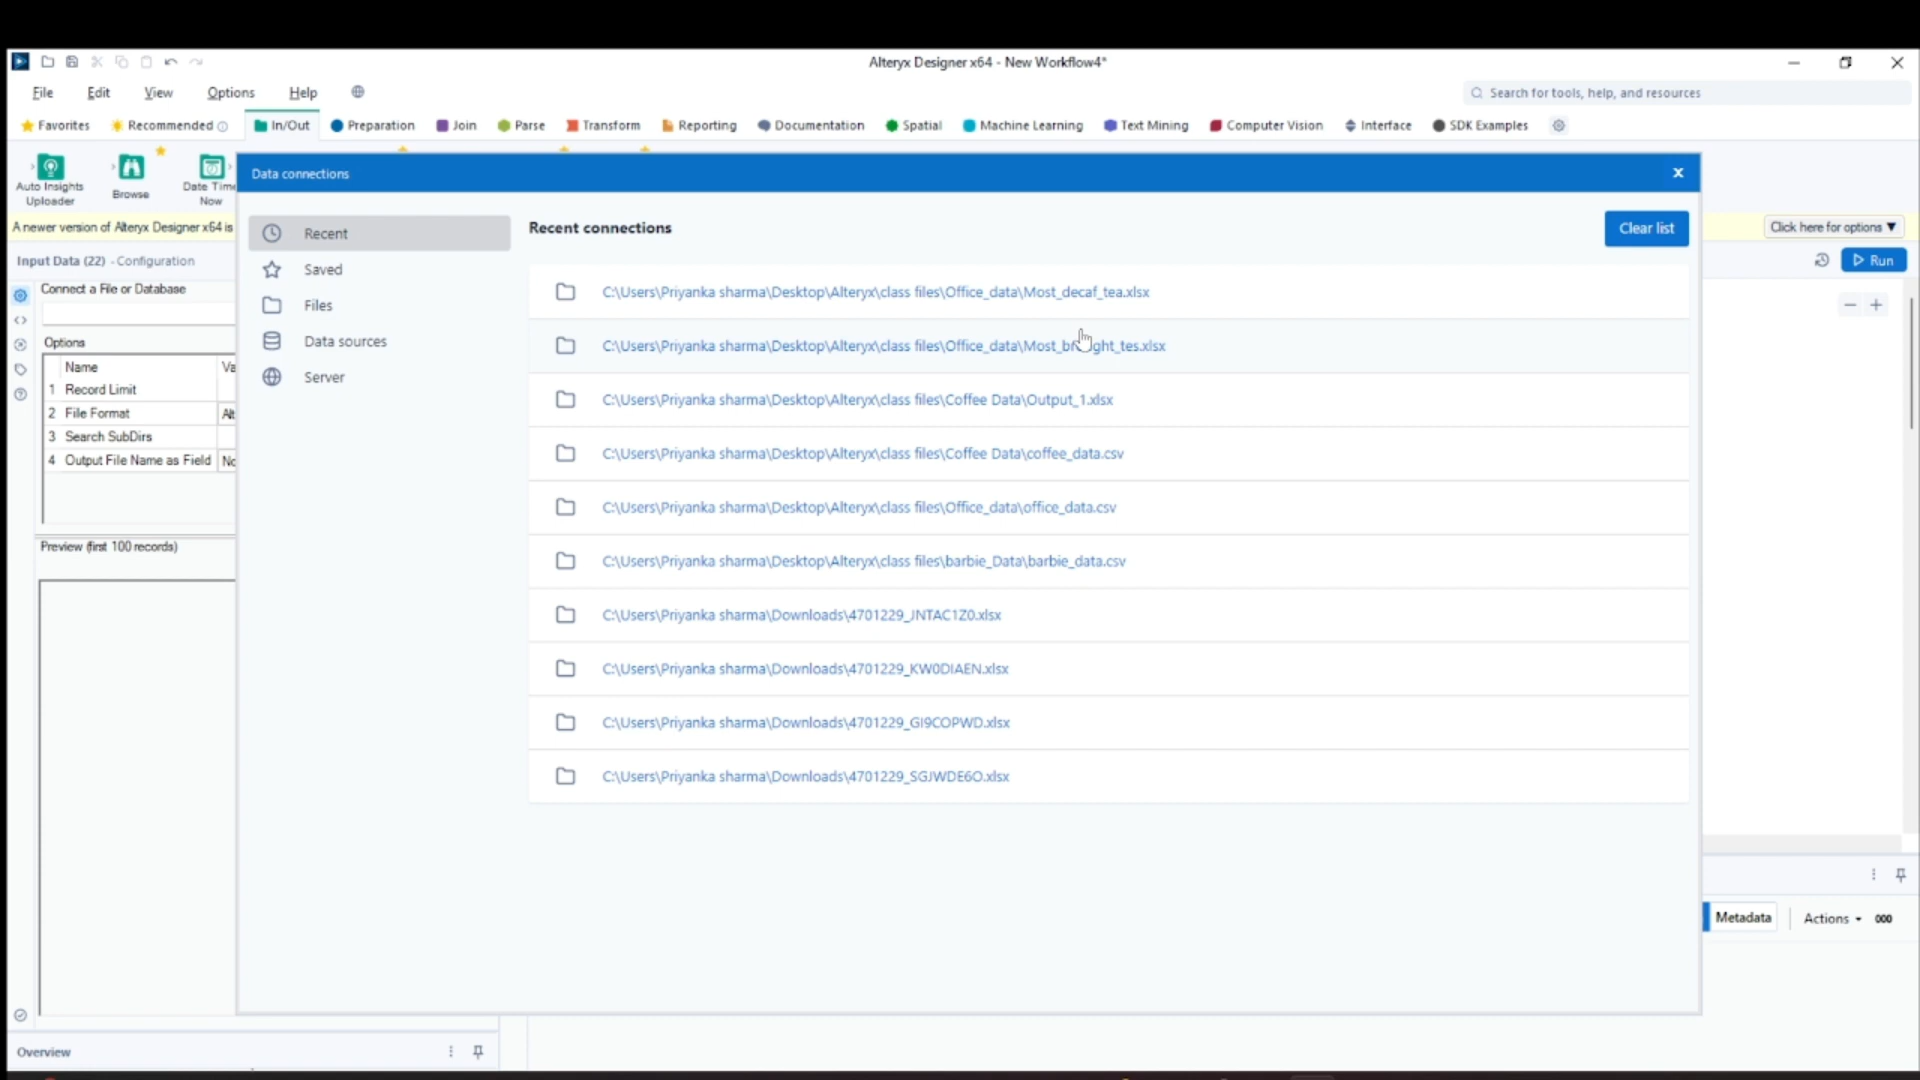 Alteryx Designer x64 - New Workflow4*
File Edit View Options Help
Search for tools, help, and resources
Favorites Recommended In/Out Preparation Join Parse Transform Reporting Documentation Spatial Machine Learning Text Mining Computer Vision Interface SDK Examples
Auto Insights
Uploader
Browse
Date Time
Now
A newer version of Alteryx Designer x64 is
Click here for options ▼
Input Data (22) - Configuration
Run
Connect a File or Database
Options
Name
1 Record Limit
2 File Format
3 Search SubDirs
4 Output File Name as Field
Preview (first 100 records)
Data connections
Recent
Saved
Files
Data sources
Server
Recent connections
Clear list
C:\Users\Priyanka sharma\Desktop\Alteryx\class files\Office_data\Most_decaf_tea.xlsx
C:\Users\Priyanka sharma\Desktop\Alteryx\class files\Office_data\
C:\Users\Priyanka sharma\Desktop\Alteryx\class files\Coffee Data\Output_1.xlsx
C:\Users\Priyanka sharma\Desktop\Alteryx\class files\Coffee Data\coffee_data.csv
C:\Users\Priyanka sharma\Desktop\Alteryx\class files\Office_data\office_data.csv
C:\Users\Priyanka sharma\Desktop\Alteryx\class files\barbie_Data\barbie_data.csv
C:\Users\Priyanka sharma\Downloads\4701229_JNTAC1Z0.xlsx
C:\Users\Priyanka sharma\Downloads\4701229_KW0DIAEN.xlsx
C:\Users\Priyanka sharma\Downloads\4701229_GI9COPWD.xlsx
C:\Users\Priyanka sharma\Downloads\4701229_SGJWDE6O.xlsx
Metadata
Actions
000
Overview